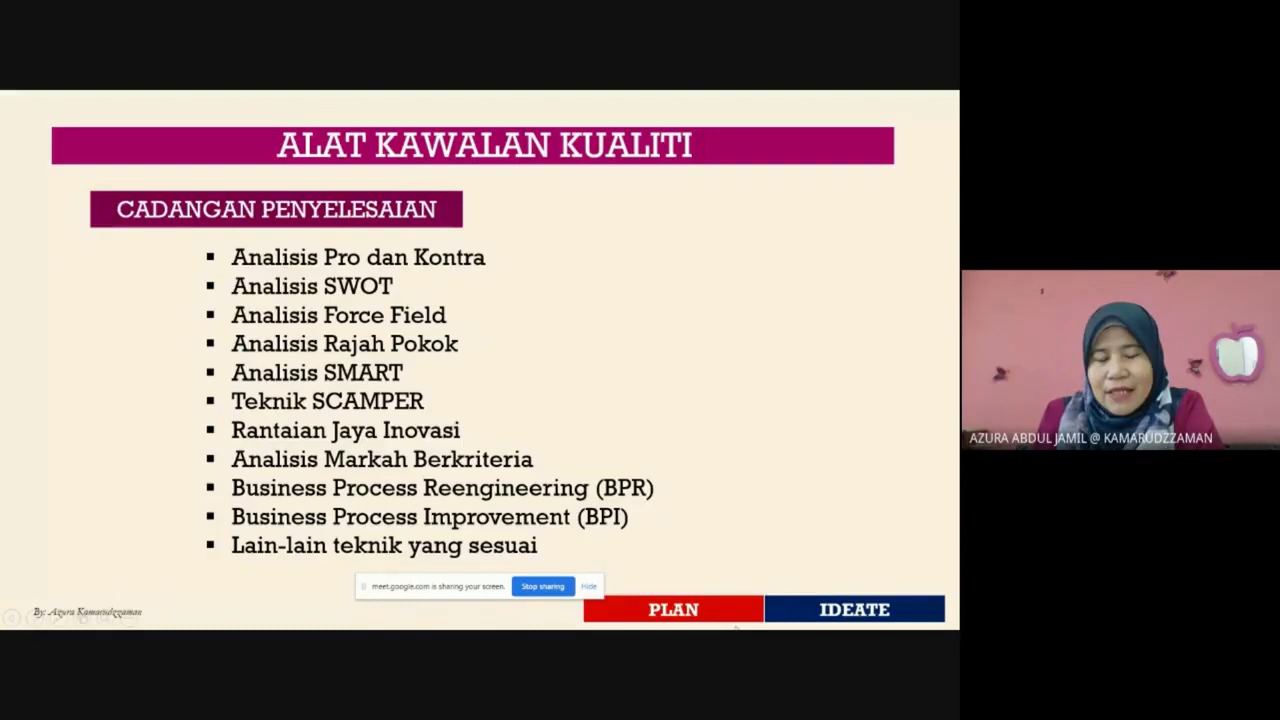 ALAT KAWALAN KUALITI
CADANGAN PENYELESAIAN
▪ Analisis Pro dan Kontra
▪ Analisis SWOT
▪ Analisis Force Field
▪ Analisis Rajah Pokok
▪ Analisis SMART
▪ Teknik SCAMPER
▪ Rantaian Jaya Inovasi
▪ Analisis Markah Berkriteria
▪ Business Process Reengineering (BPR)
▪ Business Process Improvement (BPI)
▪ Lain-lain teknik yang sesuai
meet.google.com is sharing your screen. Stop sharing Hide
By: Azura Kamarudzzaman
PLAN IDEATE
AZURA ABDUL JAMIL @ KAMARUDZZAMAN